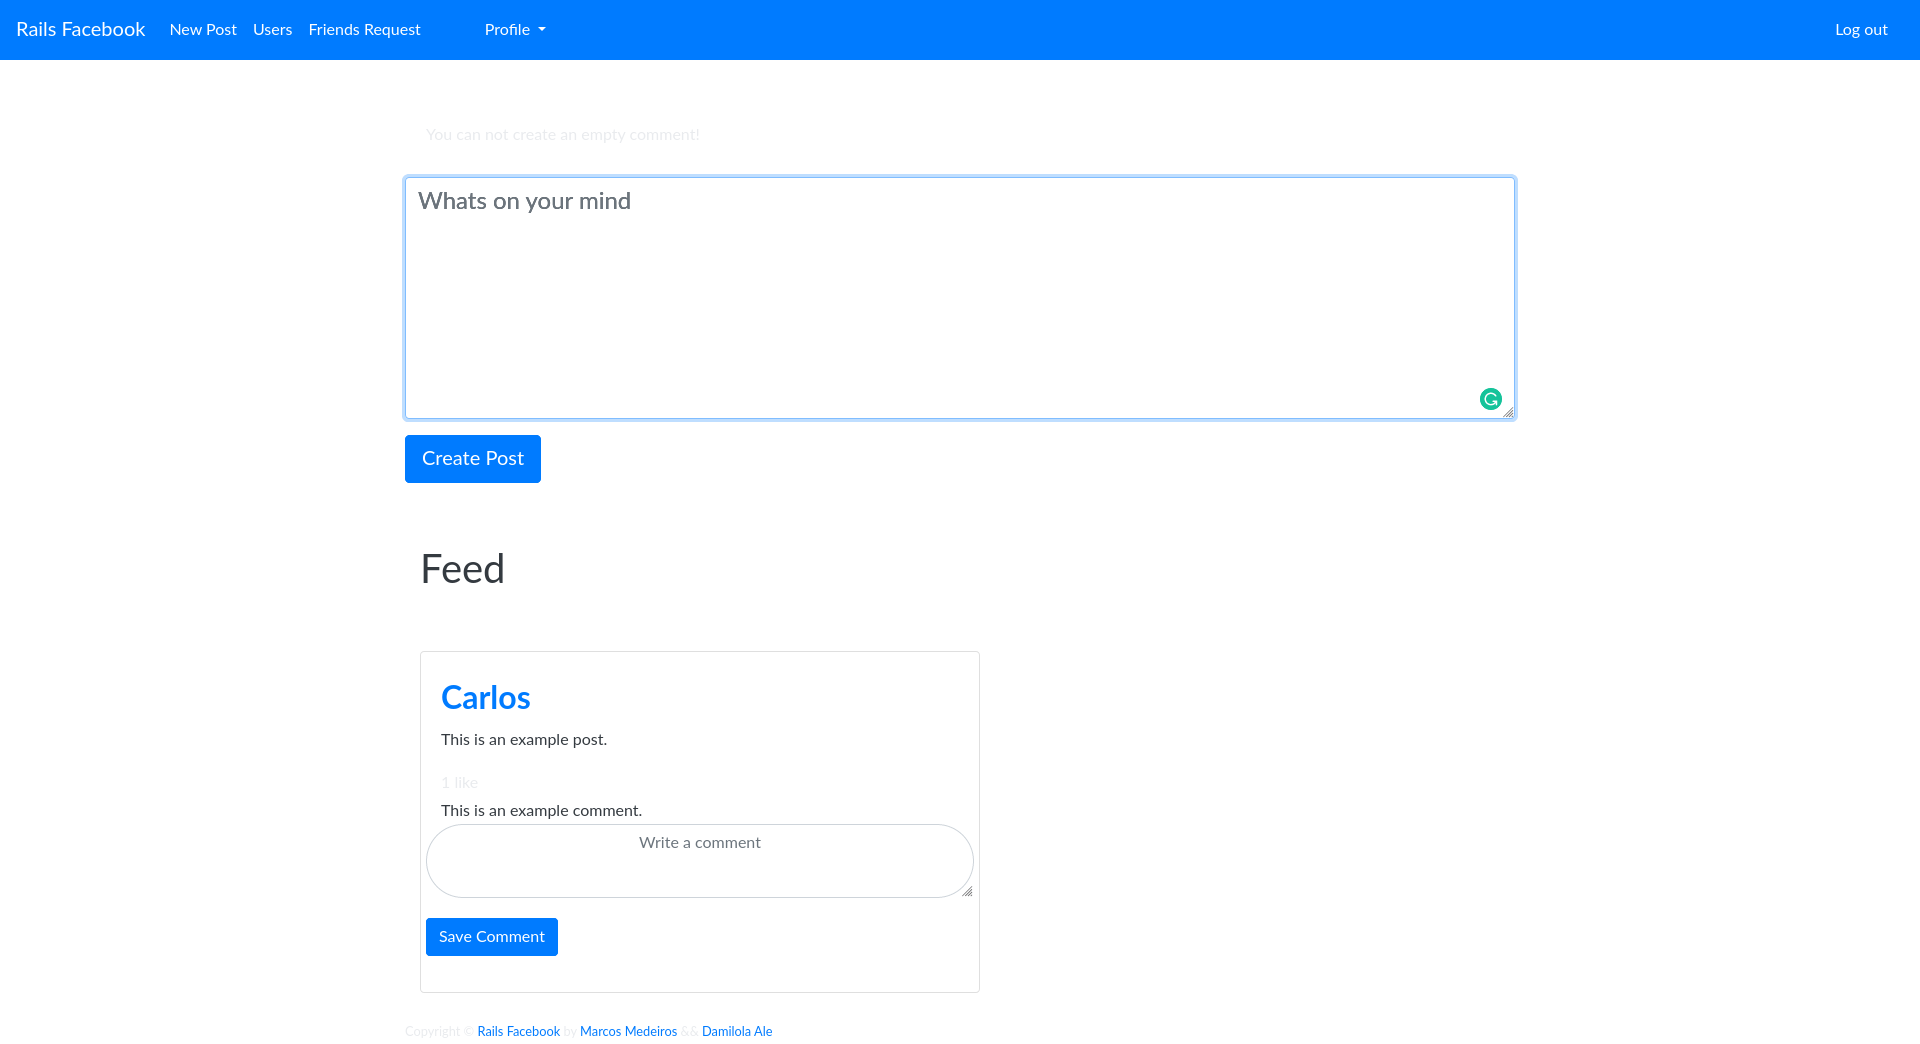 Rails Facebook New Post Users Friends Request Profile Log out
You can not create an empty comment!
Whats on your mind
Create Post
Feed
Carlos
This is an example post.
1 like
This is an example comment.
Write a comment
Save Comment
Copyright © Rails Facebook by Marcos Medeiros && Damilola Ale